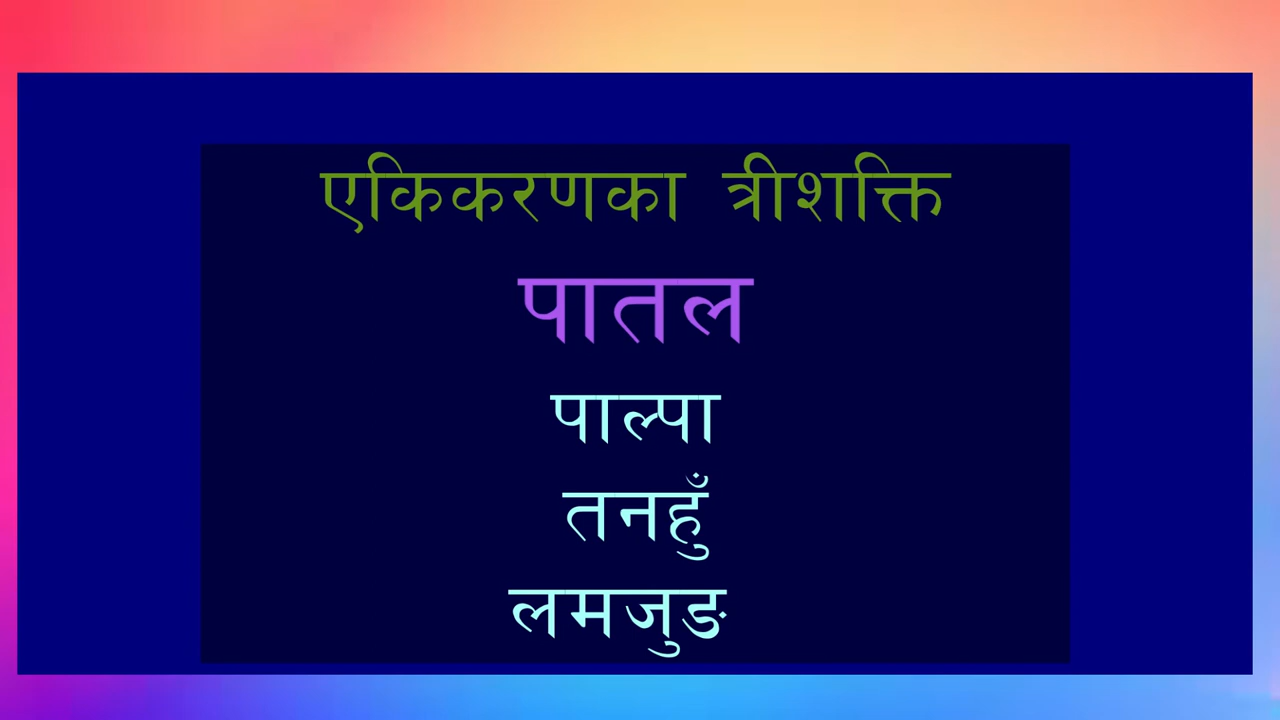 एकिकरणका त्रीशक्ति
पातल
पाल्पा
तनहुँ
लमजुङ